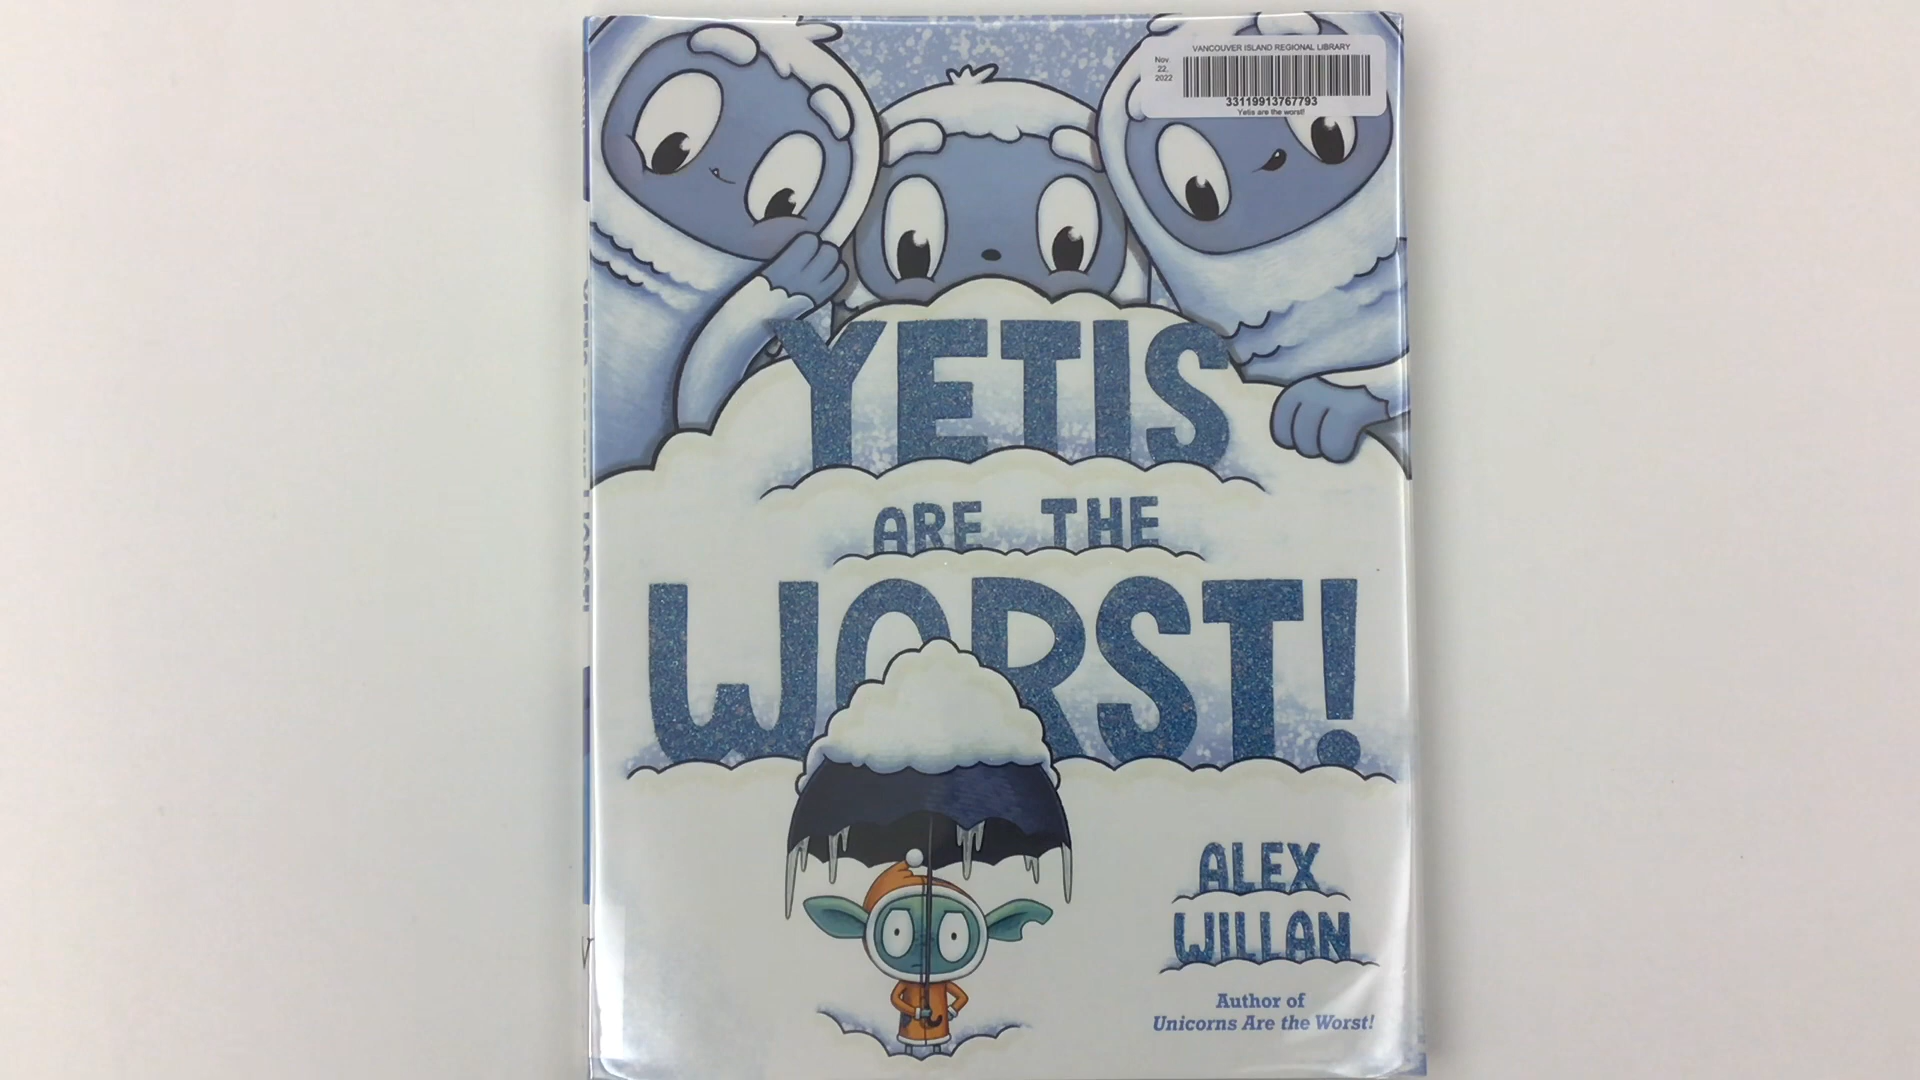 VANCOUVER ISLAND REGIONAL LIBRARY
Nov
22,
2022
33119913767793
Yetis are the worst!
YETIS
ARE THE
WORST!
ALEX
WILLAN
Author of
Unicorns Are the Worst!